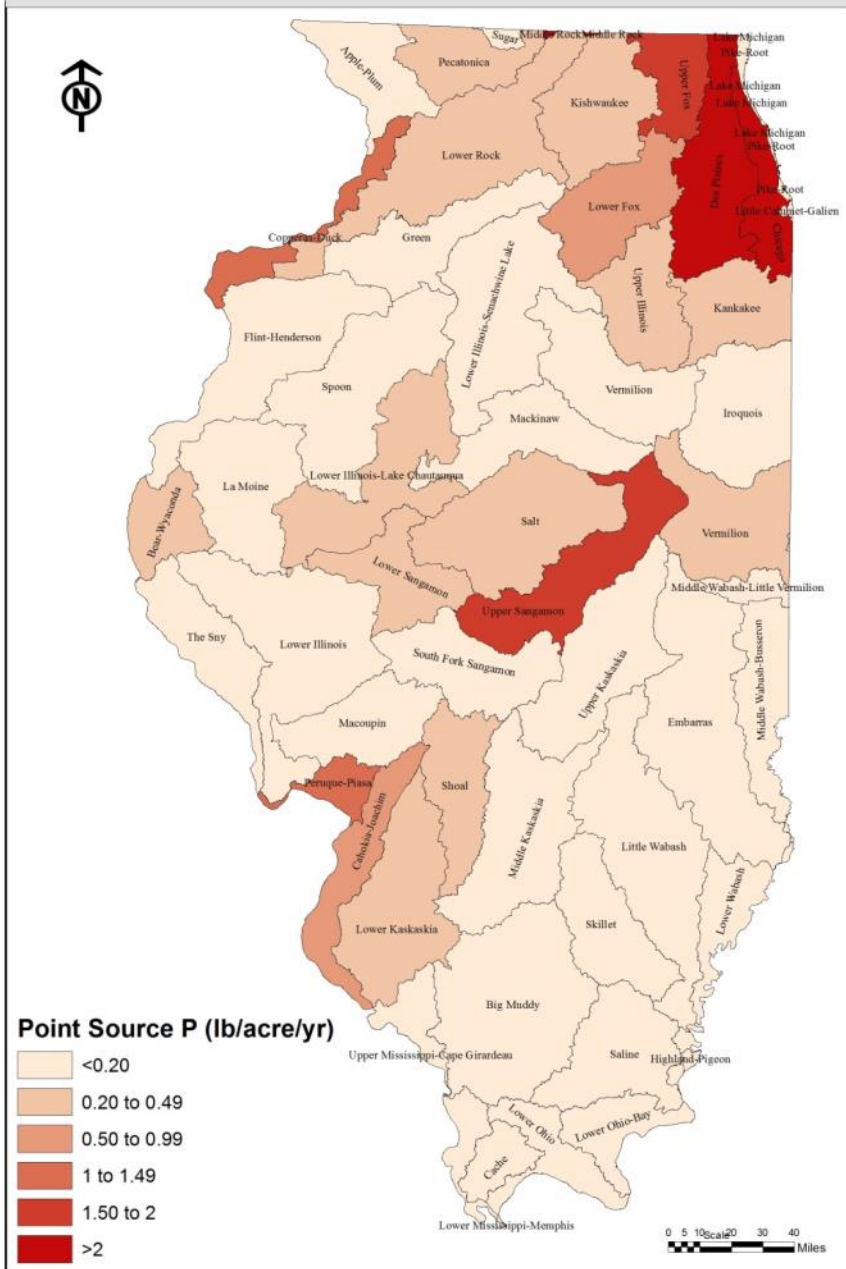 N
Apple-Plum
Pecatonica
Sugar
Middle Rock
Middle Rock
Kishwaukee
Upper Fox
Lake Michigan
Pike-Root
Lake Michigan
Lake Michigan
Lake Michigan
Pike-Root
Pike-Root
Little Calumet-Galien
Des Plaines
Chicago
Lower Rock
Lower Fox
Copperas-Duck
Green
Lower Illinois-Senachwine Lake
Upper Illinois
Kankakee
Flint-Henderson
Spoon
Vermilion
Iroquois
Mackinaw
La Moine
Lower Illinois-Lake Chautauqua
Bear-Wyaconda
Salt
Vermilion
Lower Sangamon
Upper Sangamon
Middle Wabash-Little Vermilion
The Sny
Lower Illinois
South Fork Sangamon
Upper Kaskaskia
Embarras
Middle Wabash-Busseron
Macoupin
Peruque-Piasa
Cahokia-Joachim
Shoal
Middle Kaskaskia
Little Wabash
Lower Wabash
Lower Kaskaskia
Skillet
Big Muddy
Upper Mississippi-Cape Girardeau
Saline
Highland-Pigeon
Lower Ohio
Lower Ohio-Bay
Cache
Lower Mississippi-Memphis
Point Source P (lb/acre/yr)
<0.20
0.20 to 0.49
0.50 to 0.99
1 to 1.49
1.50 to 2
>2
Scale
0 5 10 20 30 40
Miles